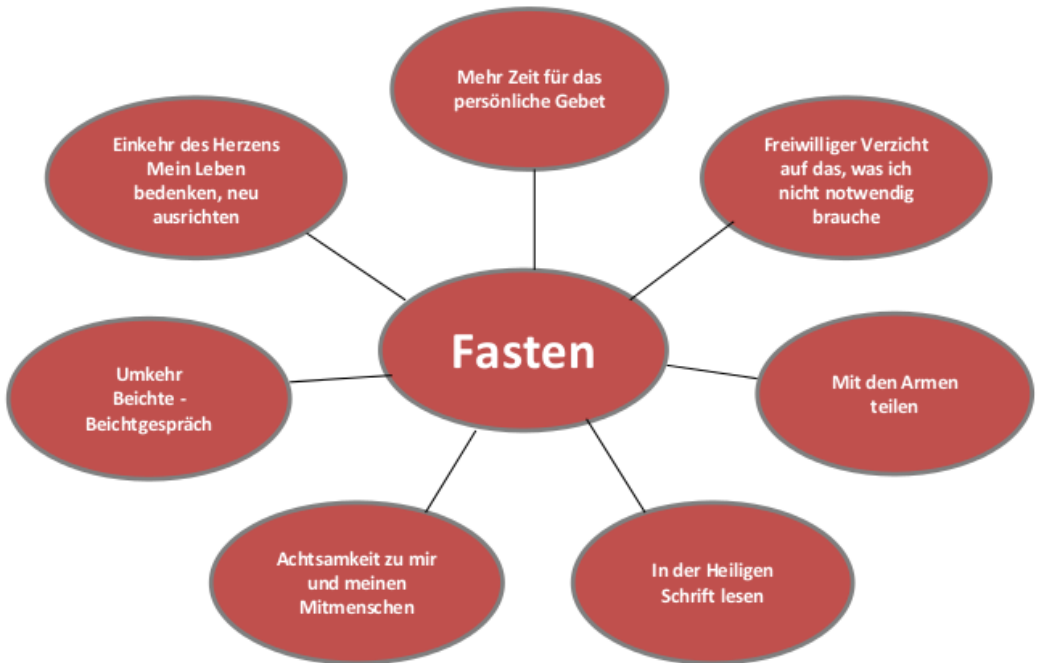 Mehr Zeit für das
persönliche Gebet
Einkehr des Herzens
Mein Leben
bedenken, neu
ausrichten
Freiwilliger Verzicht
auf das, was ich
nicht notwendig
brauche
Fasten
Umkehr
Beichte -
Beichtgespräch
Mit den Armen
teilen
Achtsamkeit zu mir
und meinen
Mitmenschen
In der Heiligen
Schrift lesen